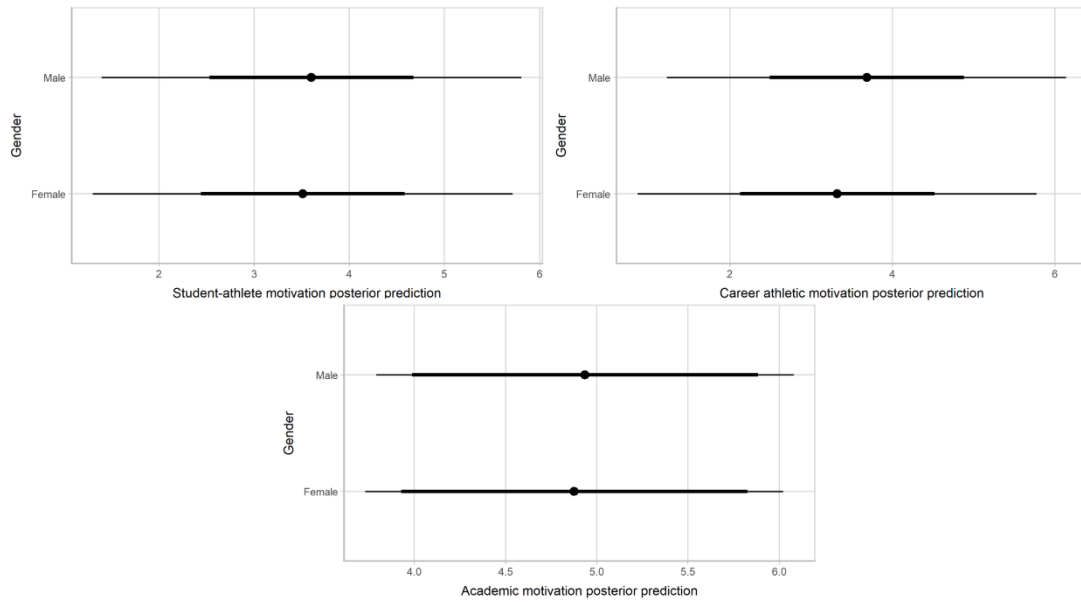 Male
Gender
Female
2 3 4 5 6
Student-athlete motivation posterior prediction
Male
Gender
Female
2 4 6
Career athletic motivation posterior prediction
Male
Gender
Female
4.0 4.5 5.0 5.5 6.0
Academic motivation posterior prediction